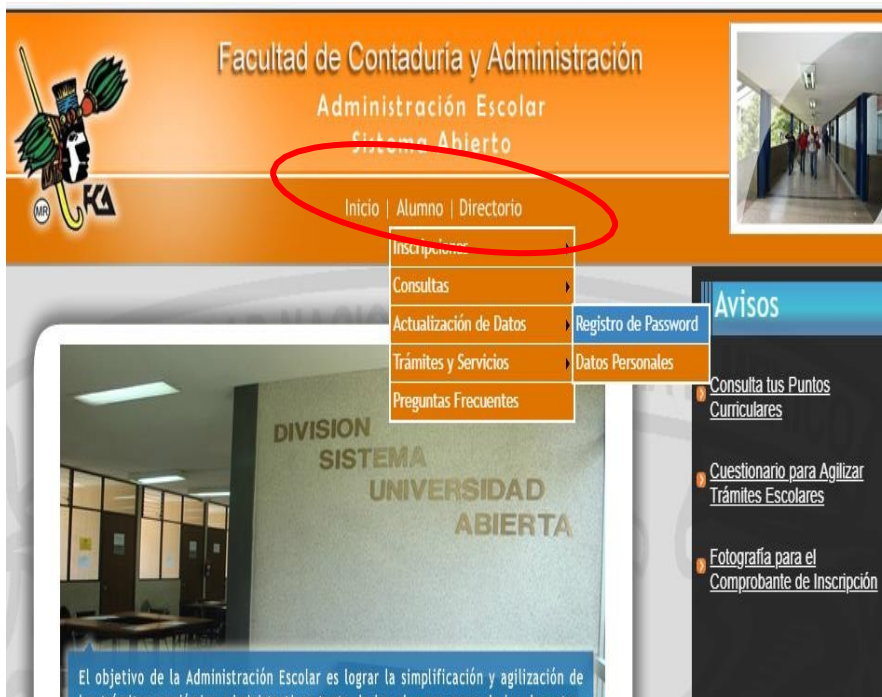 Facultad de Contaduría y Administración
Administración Escolar
Sistema Abierto
MR
FCA
Inicio | Alumno | Directorio
Inscripciones
Consultas
Actualización de Datos
Registro de Password
Trámites y Servicios
Datos Personales
Preguntas Frecuentes
Avisos
Consulta tus Puntos
Curriculares
Cuestionario para Agilizar
Trámites Escolares
Fotografía para el
Comprobante de Inscripción
DIVISION
SISTEMA
UNIVERSIDAD
ABIERTA
El objetivo de la Administración Escolar es lograr la simplificación y agilización de